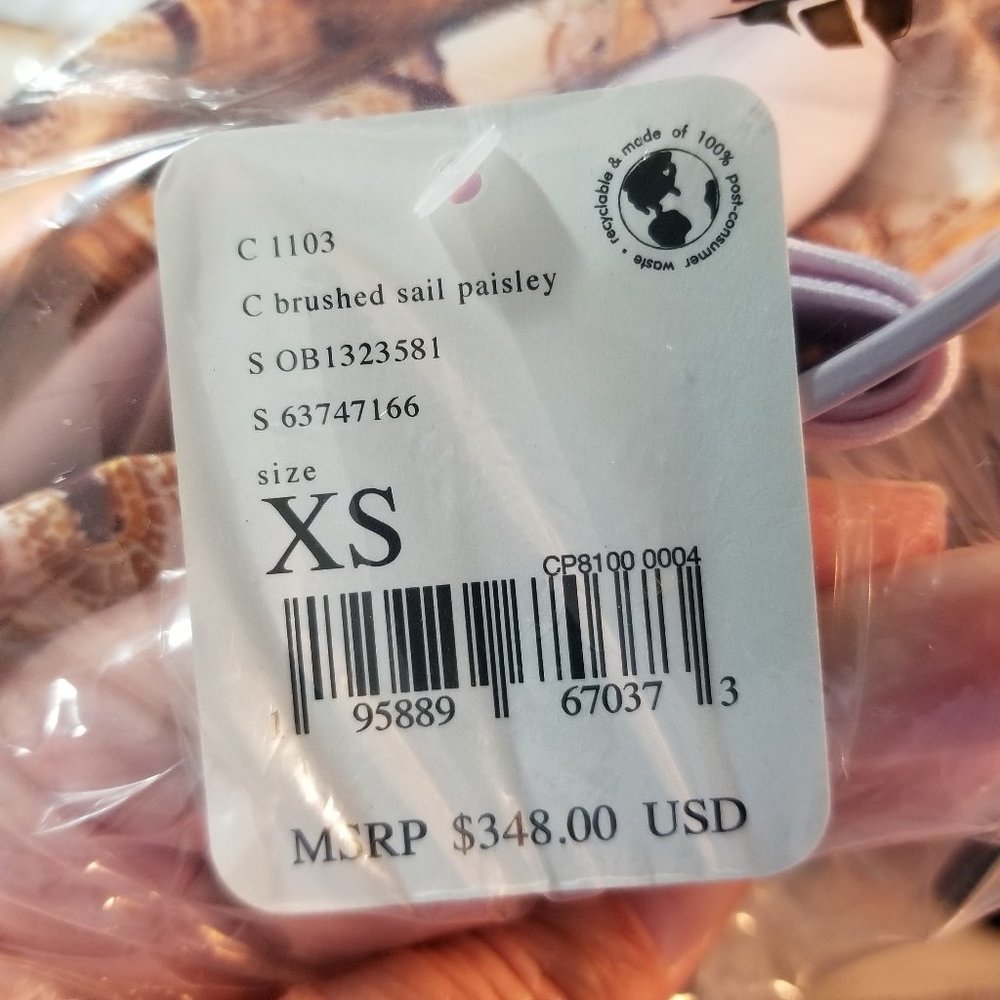 recyclable & made of 100% post-consumer waste •
C 1103
C brushed sail paisley
S OB1323581
S 63747166
size
XS
CP8100 0004
1 95889 67037 3
MSRP $348.00 USD